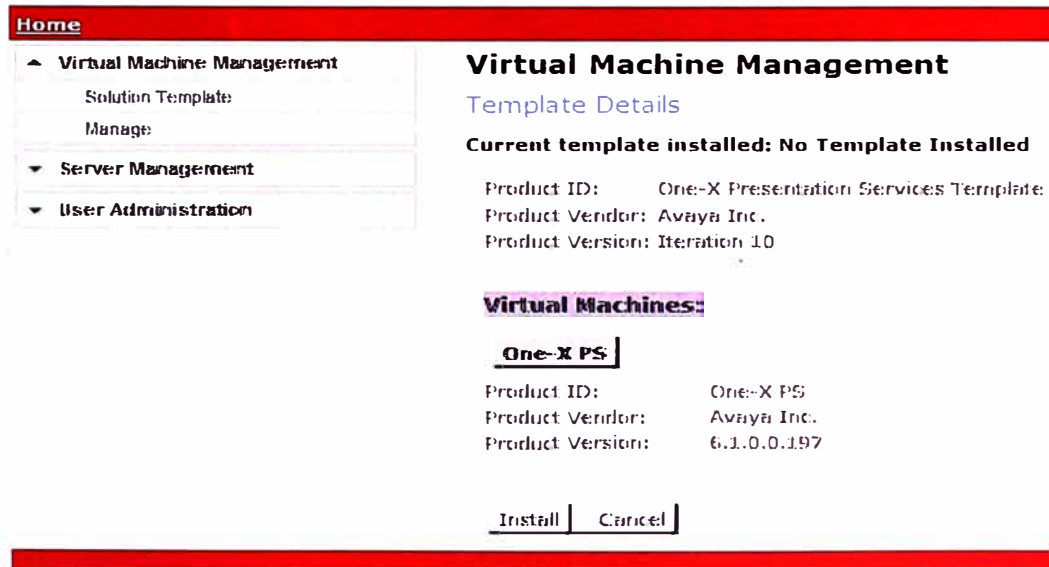 Home
Virtual Machine Management
Solution Template
Manage
Server Management
User Administration
Virtual Machine Management
Template Details
Current template installed: No Template Installed
Product ID: One-X Presentation Services Template
Product Vendor: Avaya Inc.
Product Version: Iteration 10
Virtual Machines:
One-X PS
Product ID: One-X PS
Product Vendor: Avaya Inc.
Product Version: 6.1.0.0.197
Install Cancel